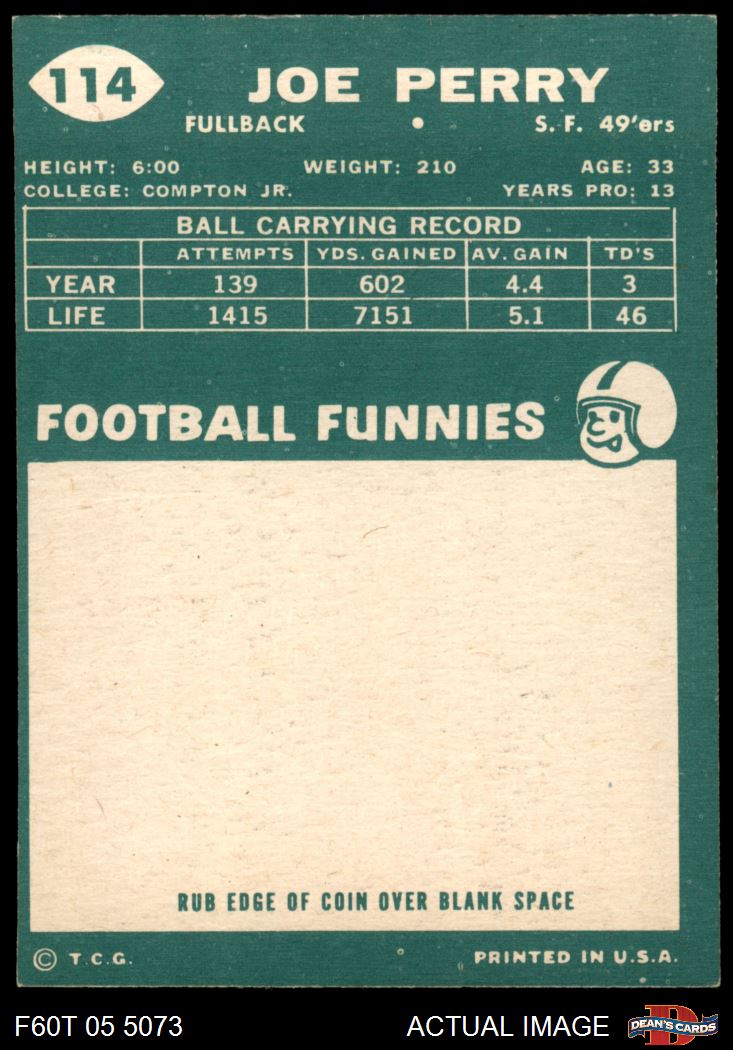 114 JOE PERRY
FULLBACK • S. F. 49'ers
HEIGHT: 6:00 WEIGHT: 210 AGE: 33
COLLEGE: COMPTON JR. YEARS PRO: 13
BALL CARRYING RECORD
ATTEMPTS YDS. GAINED AV. GAIN TD'S
YEAR 139 602 4.4 3
LIFE 1415 7151 5.1 46
FOOTBALL FUNNIES
RUB EDGE OF COIN OVER BLANK SPACE
© T.C.G. PRINTED IN U.S.A.
F60T 05 5073 ACTUAL IMAGE D DEAN'S CARDS